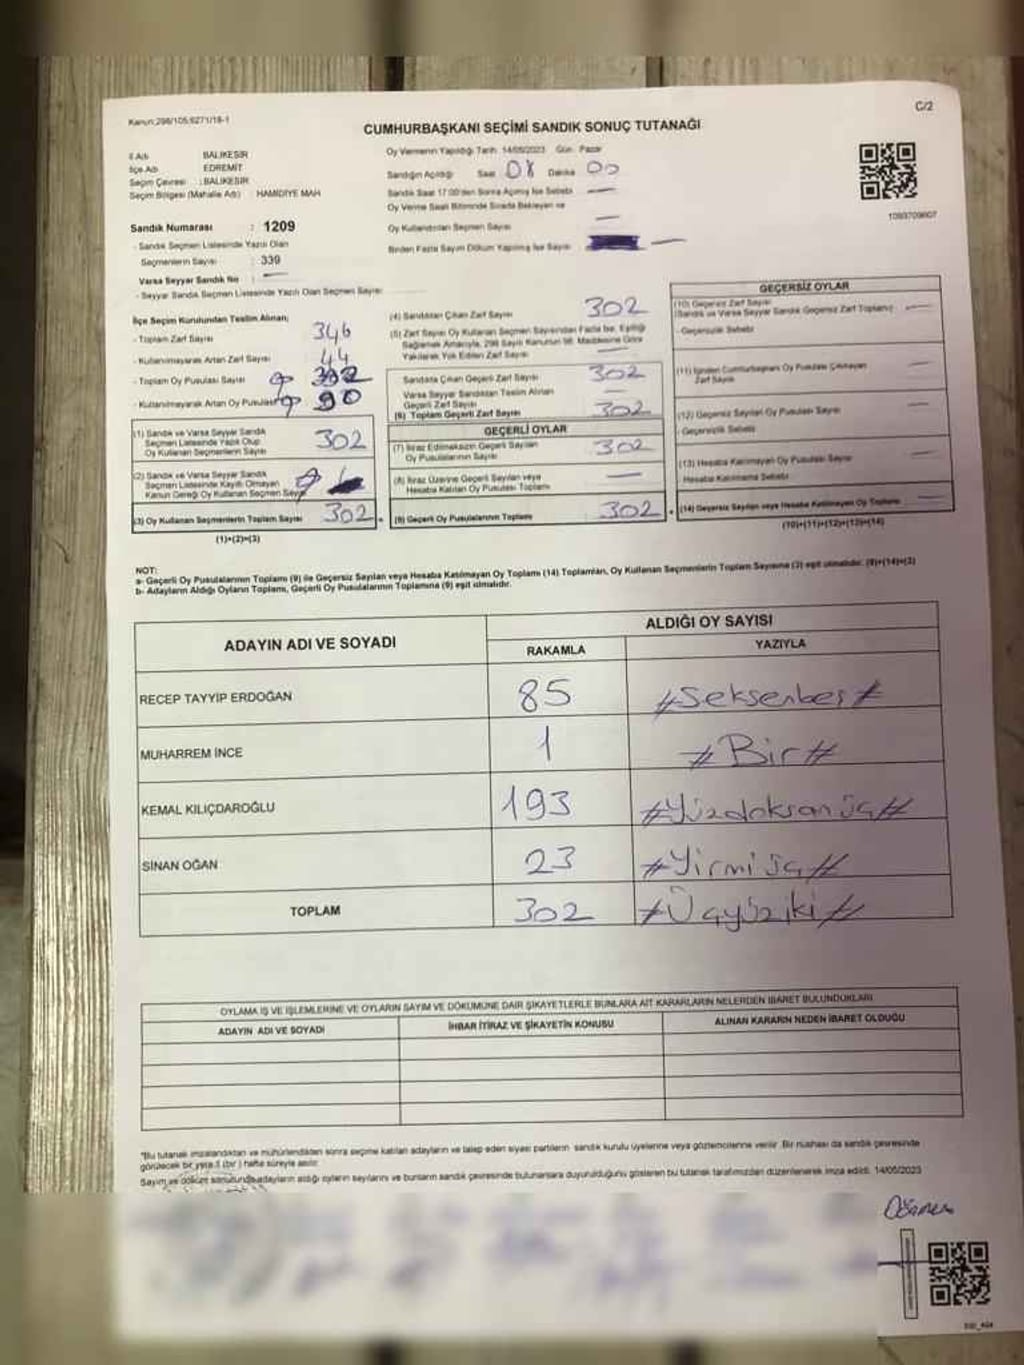 Kanun:298/105,6271/18-1
C/2
CUMHURBAŞKANI SEÇİMİ SANDIK SONUÇ TUTANAĞI
İl Adı BALIKESİR
İlçe Adı EDREMİT
Seçim Çevresi : BALIKESİR
Seçim Bölgesi (Mahalle Adı) : HAMİDİYE MAH
Oy Vermenin Yapıldığı Tarih 14/05/2023 Gün: Pazar
Sandığın Açıldığı Saat 08 Dakika 00
Sandık Saat 17:00'den Sonra Açılmış İse Sebebi
Oy Verme Saati Bitiminde Sırada Bekleyen ve
Oy Kullandırılan Seçmen Sayısı
Birden Fazla Sayım Döküm Yapılmış İse Sayısı
1093709607
Sandık Numarası : 1209
- Sandık Seçmen Listesinde Yazılı Olan
Seçmenlerin Sayısı : 339
Varsa Seyyar Sandık No :
- Seyyar Sandık Seçmen Listesinde Yazılı Olan Seçmen Sayısı:
İlçe Seçim Kurulundan Teslim Alınan;
- Toplam Zarf Sayısı 346
- Kullanılmayarak Artan Zarf Sayısı 44
- Toplam Oy Pusulası Sayısı
- Kullanılmayarak Artan Oy Pusulası 90
(1) Sandık ve Varsa Seyyar Sandık
Seçmen Listesinde Yazılı Olup
Oy Kullanan Seçmenlerin Sayısı 302
(2) Sandık ve Varsa Seyyar Sandık
Seçmen Listesinde Kayıtlı Olmayan
Kanun Gereği Oy Kullanan Seçmen Sayısı
(3) Oy Kullanan Seçmenlerin Toplam Sayısı 302
(1)+(2)=(3)
(4) Sandıktan Çıkan Zarf Sayısı 302
(5) Zarf Sayısı Oy Kullanan Seçmen Sayısından Fazla İse, Eşitliği
Sağlamak Amacıyla, 298 Sayılı Kanunun 98. Maddesine Göre
Yakılarak Yok Edilen Zarf Sayısı
Sandıkta Çıkan Geçerli Zarf Sayısı 302
Varsa Seyyar Sandıktan Teslim Alınan
Geçerli Zarf Sayısı
(6) Toplam Geçerli Zarf Sayısı 302
GEÇERLİ OYLAR
(7) İtiraz Edilmeksizin Geçerli Sayılan
Oy Pusulalarının Sayısı 302
(8) İtiraz Üzerine Geçerli Sayılan veya
Hesaba Katılan Oy Pusulası Toplamı
(9) Geçerli Oy Pusulalarının Toplamı 302
GEÇERSİZ OYLAR
(10) Geçersiz Zarf Sayısı
(Sandık ve Varsa Seyyar Sandık Geçersiz Zarf Toplamı)
- Geçersizlik Sebebi
(11) İçinden Cumhurbaşkanı Oy Pusulası Çıkmayan
Zarf Sayısı
(12) Geçersiz Sayılan Oy Pusulası Sayısı
- Geçersizlik Sebebi
(13) Hesaba Katılmayan Oy Pusulası Sayısı
Hesaba Katılmama Sebebi
(14) Geçersiz Sayılan veya Hesaba Katılmayan Oy Toplamı
(10)+(11)+(12)+(13)=(14)
NOT:
a- Geçerli Oy Pusulalarının Toplamı (9) ile Geçersiz Sayılan veya Hesaba Katılmayan Oy Toplamı (14) Toplamları, Oy Kullanan Seçmenlerin Toplam Sayısına (3) eşit olmalıdır. (9)+(14)=(3)
b- Adayların Aldığı Oyların Toplamı, Geçerli Oy Pusulalarının Toplamına (9) eşit olmalıdır.
ADAYIN ADI VE SOYADI
ALDIĞI OY SAYISI
RAKAMLA YAZIYLA
RECEP TAYYİP ERDOĞAN 85 #Seksenbeş#
MUHARREM İNCE 1 #Bir#
KEMAL KILIÇDAROĞLU 193 #Yüzdoksanüç#
SİNAN OĞAN 23 #Yirmiüç#
TOPLAM 302 #Üçyüziki#
OYLAMA İŞ VE İŞLEMLERİNE VE OYLARIN SAYIM VE DÖKÜMÜNE DAİR ŞİKAYETLERLE BUNLARA AİT KARARLARIN NELERDEN İBARET BULUNDUKLARI
ADAYIN ADI VE SOYADI İHBAR İTİRAZ VE ŞİKAYETİN KONUSU ALINAN KARARIN NEDEN İBARET OLDUĞU
*Bu tutanak imzalandıktan ve mühürlendikten sonra seçime katılan adayların ve talep eden siyasi partilerin sandık kurulu üyelerine veya gözlemcilerine verilir. Bir nüshası da sandık çevresinde
görülecek bir yere 1 (bir) hafta süreyle asılır.
Sayım ve döküm sonucunda adayların aldığı oyların sayılarını ve bunların sandık çevresinde bulunanlara duyurulduğunu gösteren bu tutanak tarafımızdan düzenlenerek imza edildi. 14/05/2023